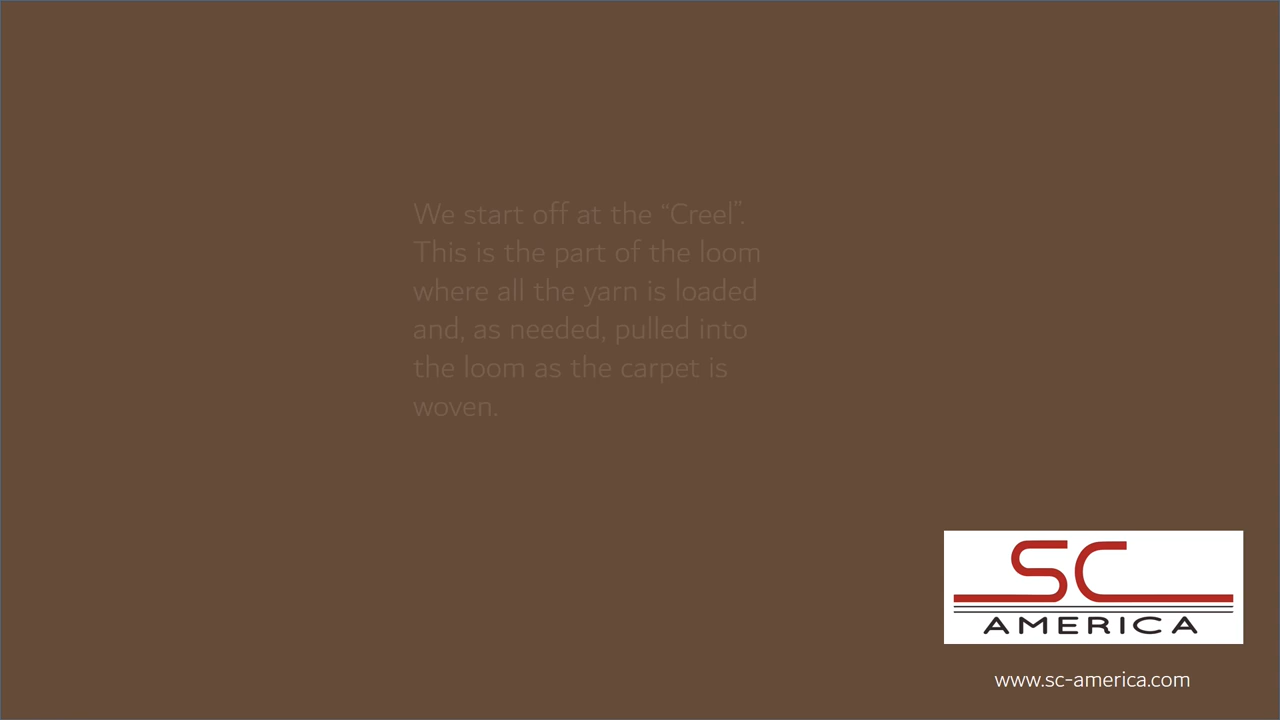 We start off at the “Creel”.
This is the part of the loom
where all the yarn is loaded
and, as needed, pulled into
the loom as the carpet is
woven.
SC
AMERICA
www.sc-america.com